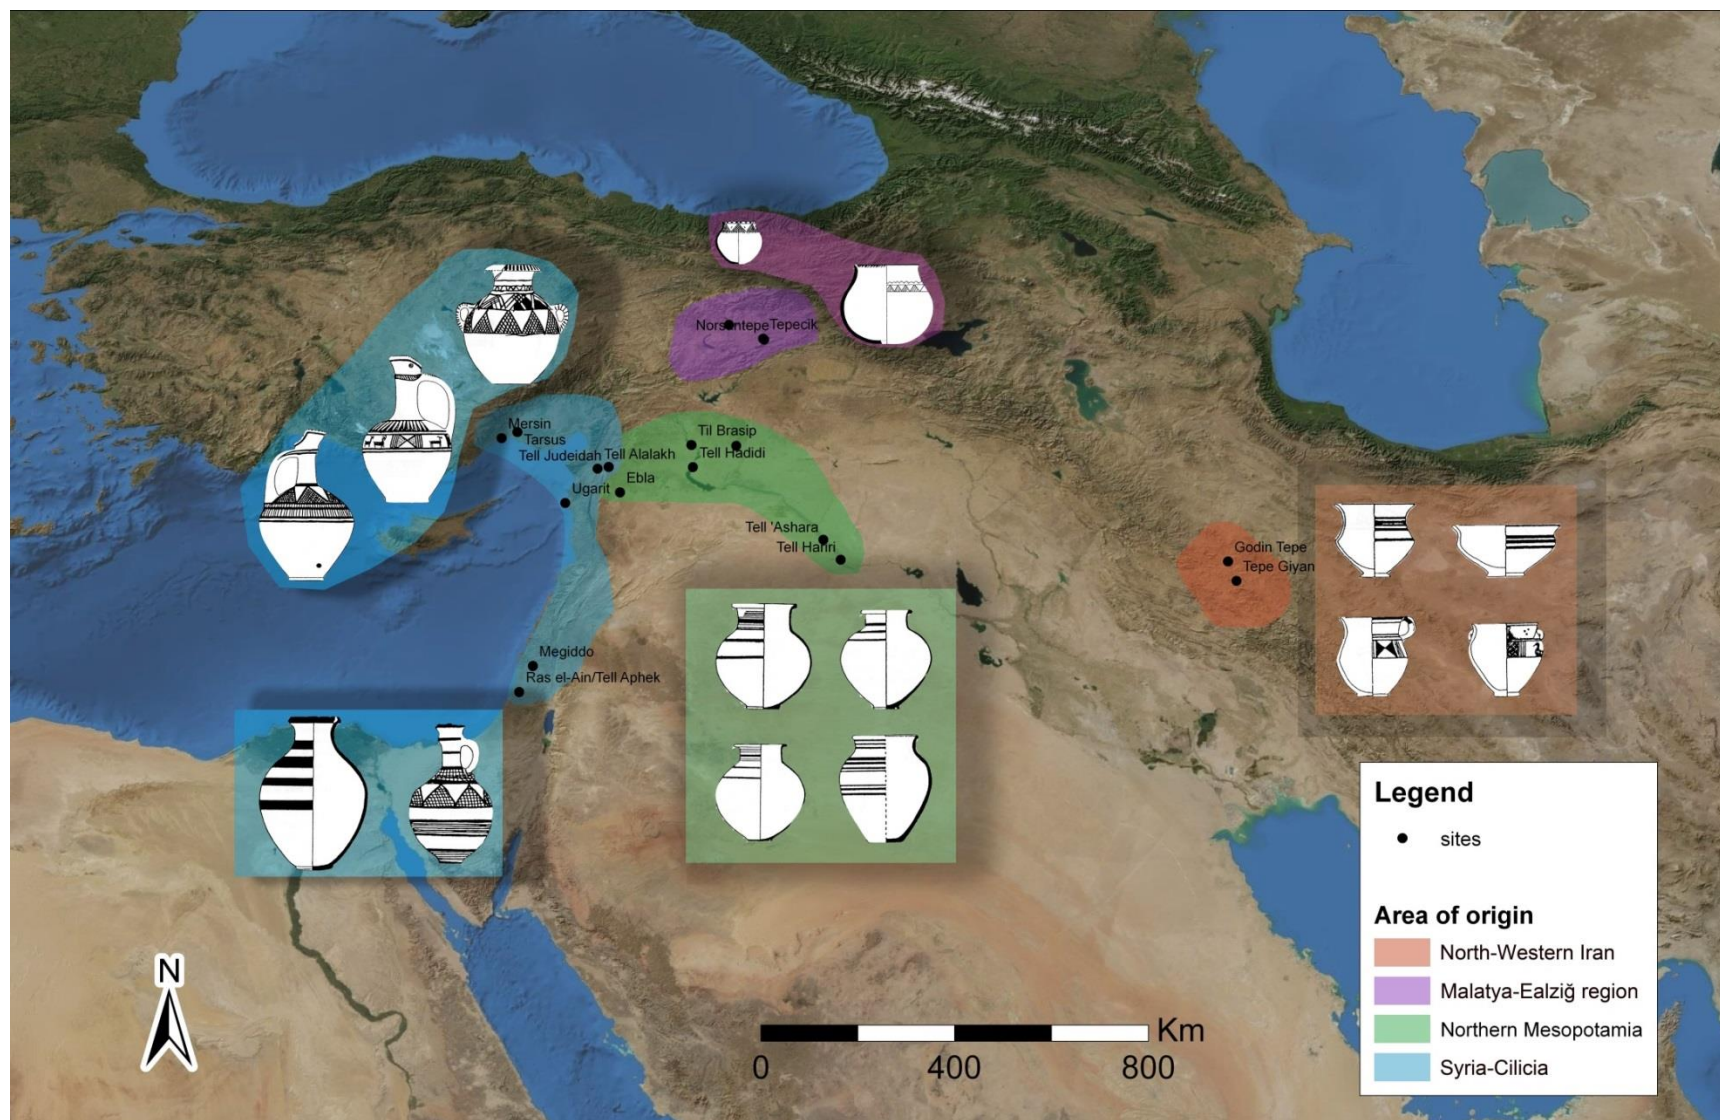 Norşuntepe
Tepecik
Mersin
Tarsus
Tell Judeidah
Tell Alalakh
Ugarit
Ebla
Til Brasip
Tell Hadidi
Tell 'Ashara
Tell Hariri
Godin Tepe
Tepe Giyan
Megiddo
Ras el-Ain/Tell Aphek
Legend
sites
Area of origin
North-Western Iran
Malatya-Ealziğ region
Northern Mesopotamia
Syria-Cilicia
N
Km
0
400
800